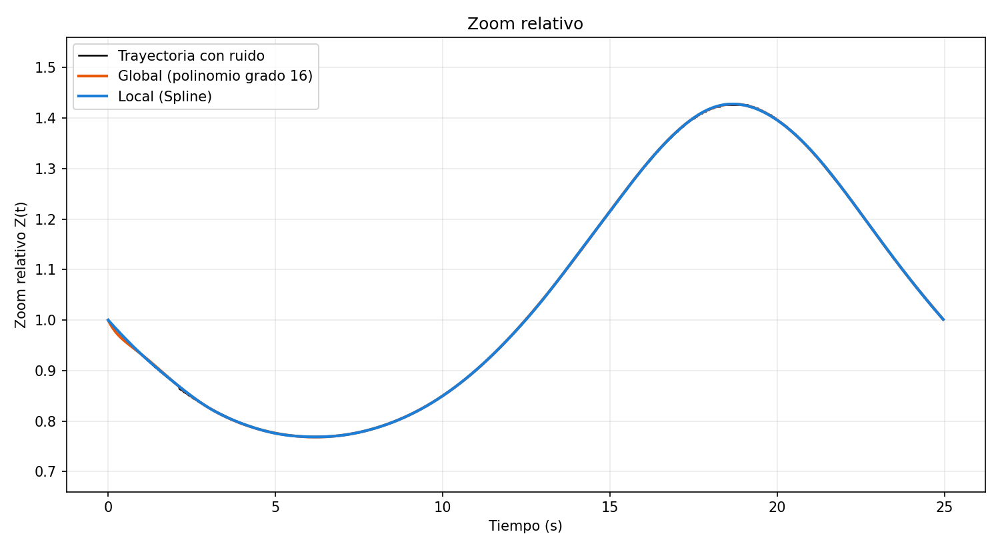 Zoom relativo
Trayectoria con ruido
Global (polinomio grado 16)
Local (Spline)
Zoom relativo Z(t)
1.5
1.4
1.3
1.2
1.1
1.0
0.9
0.8
0.7
0 5 10 15 20 25
Tiempo (s)